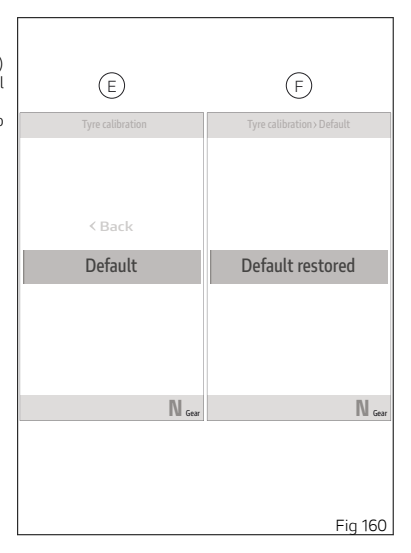 E
F
Tyre calibration
Tyre calibration > Default
< Back
Default
Default restored
N Gear
N Gear
Fig 160